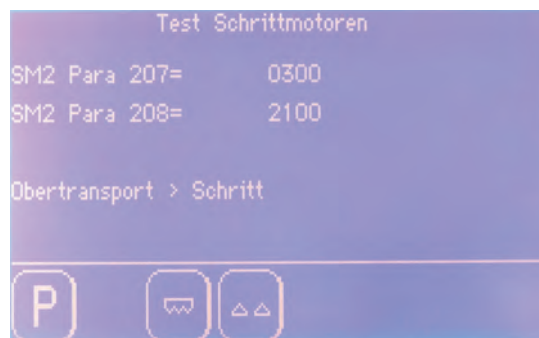 Test Schrittmotoren
SM2 Para 207= 0300
SM2 Para 208= 2100
Obertransport > Schritt
P